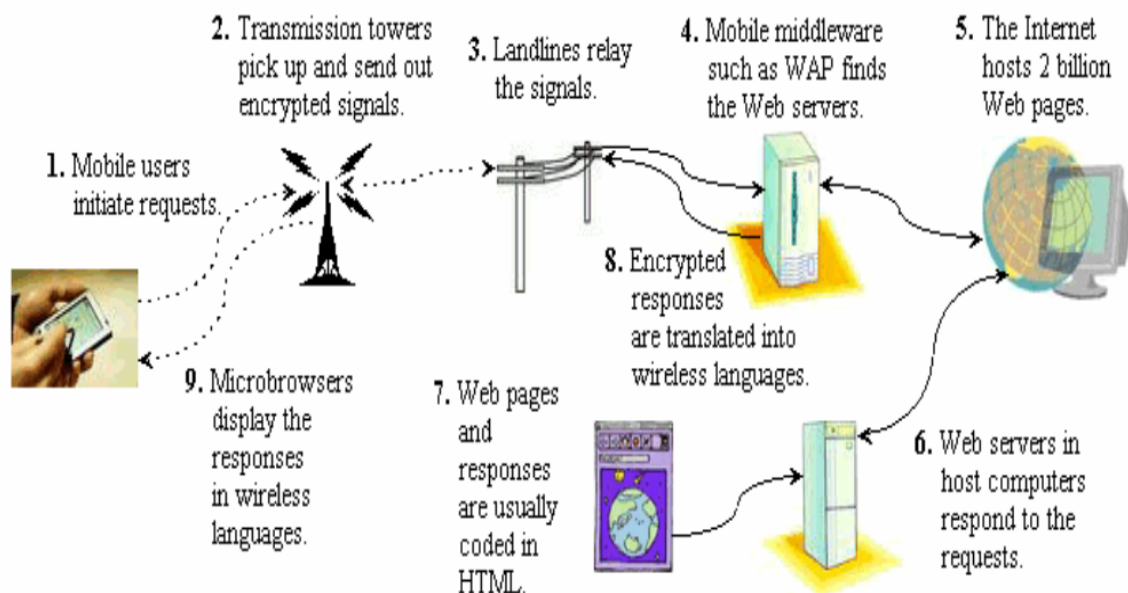 1. Mobile users
initiate requests.
2. Transmission towers
pick up and send out
encrypted signals.
3. Landlines relay
the signals.
4. Mobile middleware
such as WAP finds
the Web servers.
5. The Internet
hosts 2 billion
Web pages.
6. Web servers in
host computers
respond to the
requests.
7. Web pages
and
responses
are usually
coded in
HTML.
8. Encrypted
responses
are translated into
wireless languages.
9. Microbrowsers
display the
responses
in wireless
languages.